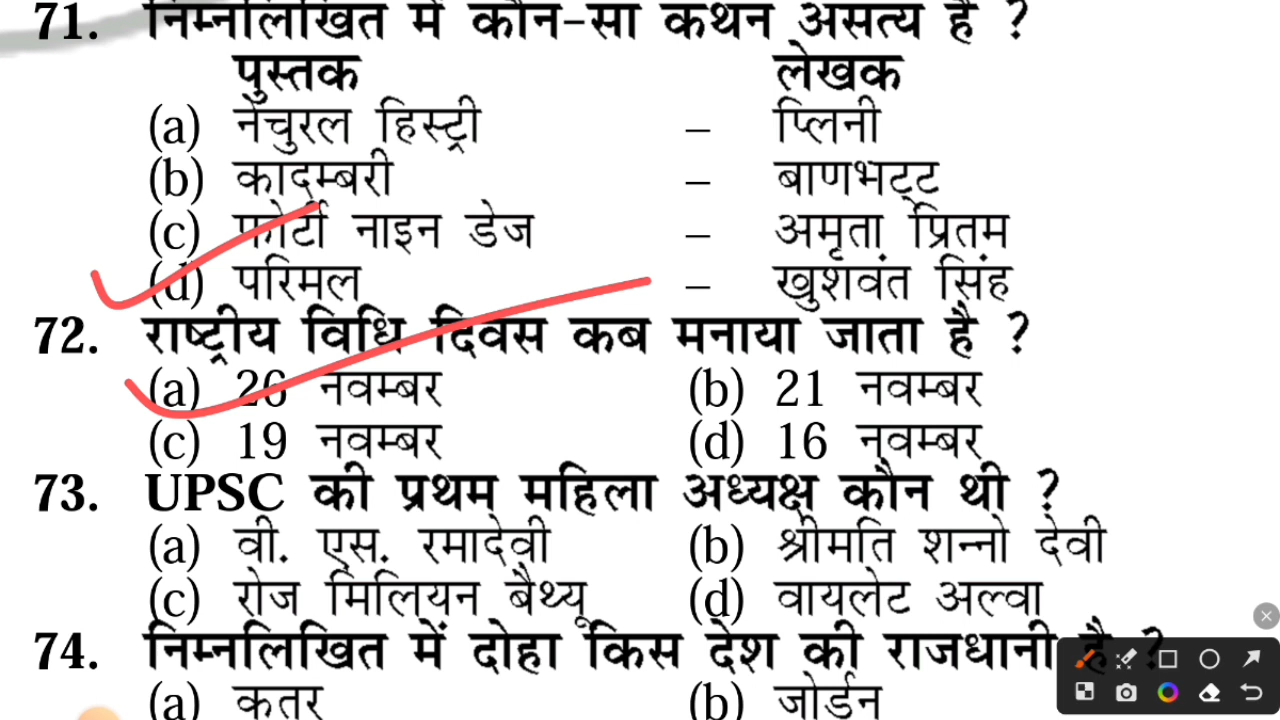 71. निम्नलिखित में कौन-सा कथन असत्य है ?
पुस्तक लेखक
(a) नेचुरल हिस्ट्री – प्लिनी
(b) कादम्बरी – बाणभट्ट
(c) फोर्टी नाइन डेज – अमृता प्रितम
(d) परिमल – खुशवंत सिंह
72. राष्ट्रीय विधि दिवस कब मनाया जाता है ?
(a) 26 नवम्बर (b) 21 नवम्बर
(c) 19 नवम्बर (d) 16 नवम्बर
73. UPSC की प्रथम महिला अध्यक्ष कौन थी ?
(a) वी. एस. रमादेवी (b) श्रीमति शन्नो देवी
(c) रोज मिलियन बैथ्यू (d) वायलेट अल्वा
74. निम्नलिखित में दोहा किस देश की राजधानी है ?
(a) कतर (b) जोर्डन